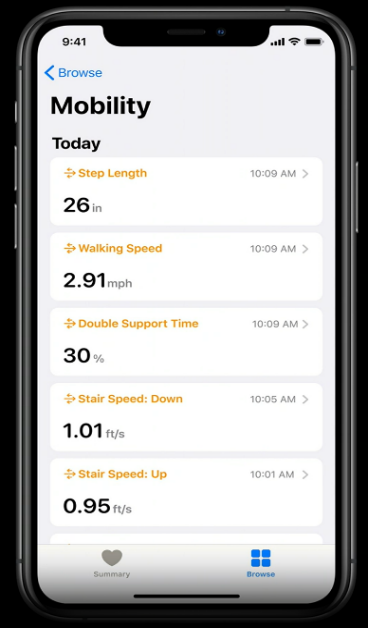 9:41
Browse
Mobility
Today
Step Length 10:09 AM
26 in
Walking Speed 10:09 AM
2.91 mph
Double Support Time 10:09 AM
30 %
Stair Speed: Down 10:05 AM
1.01 ft/s
Stair Speed: Up 10:01 AM
0.95 ft/s
Summary Browse